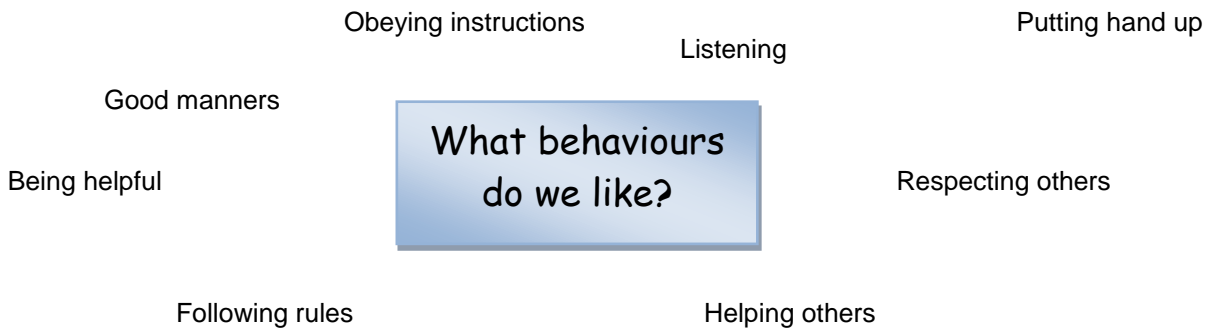 Obeying instructions
Putting hand up
Listening
Good manners
What behaviours
do we like?
Being helpful
Respecting others
Following rules
Helping others